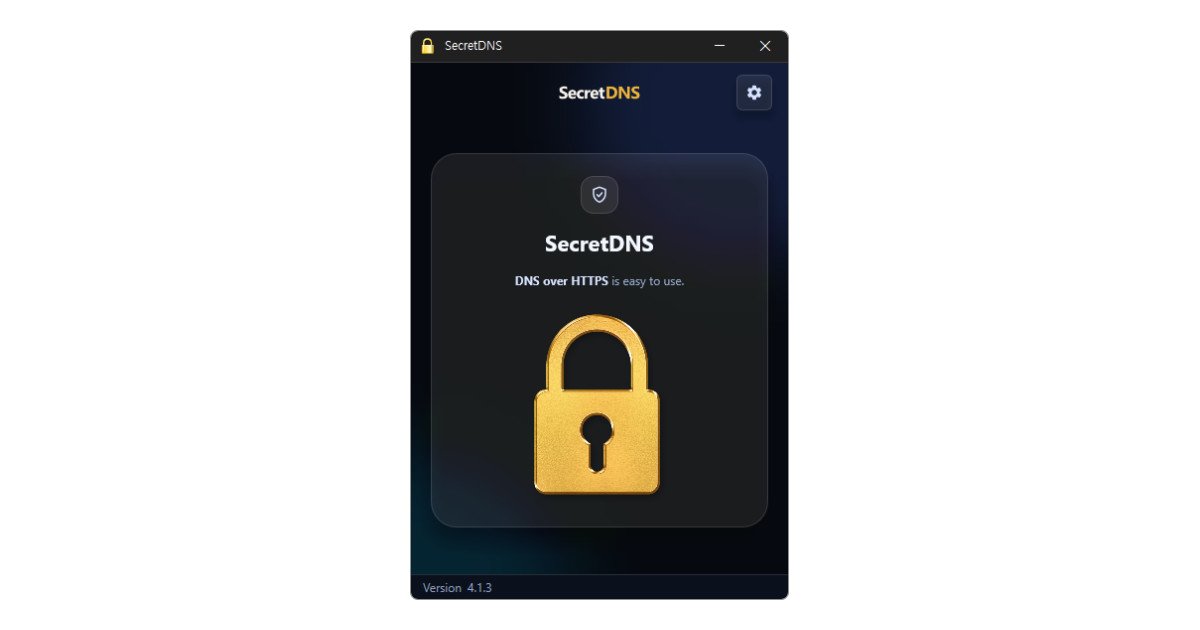 SecretDNS
SecretDNS
SecretDNS
DNS over HTTPS is easy to use.
Version 4.1.3